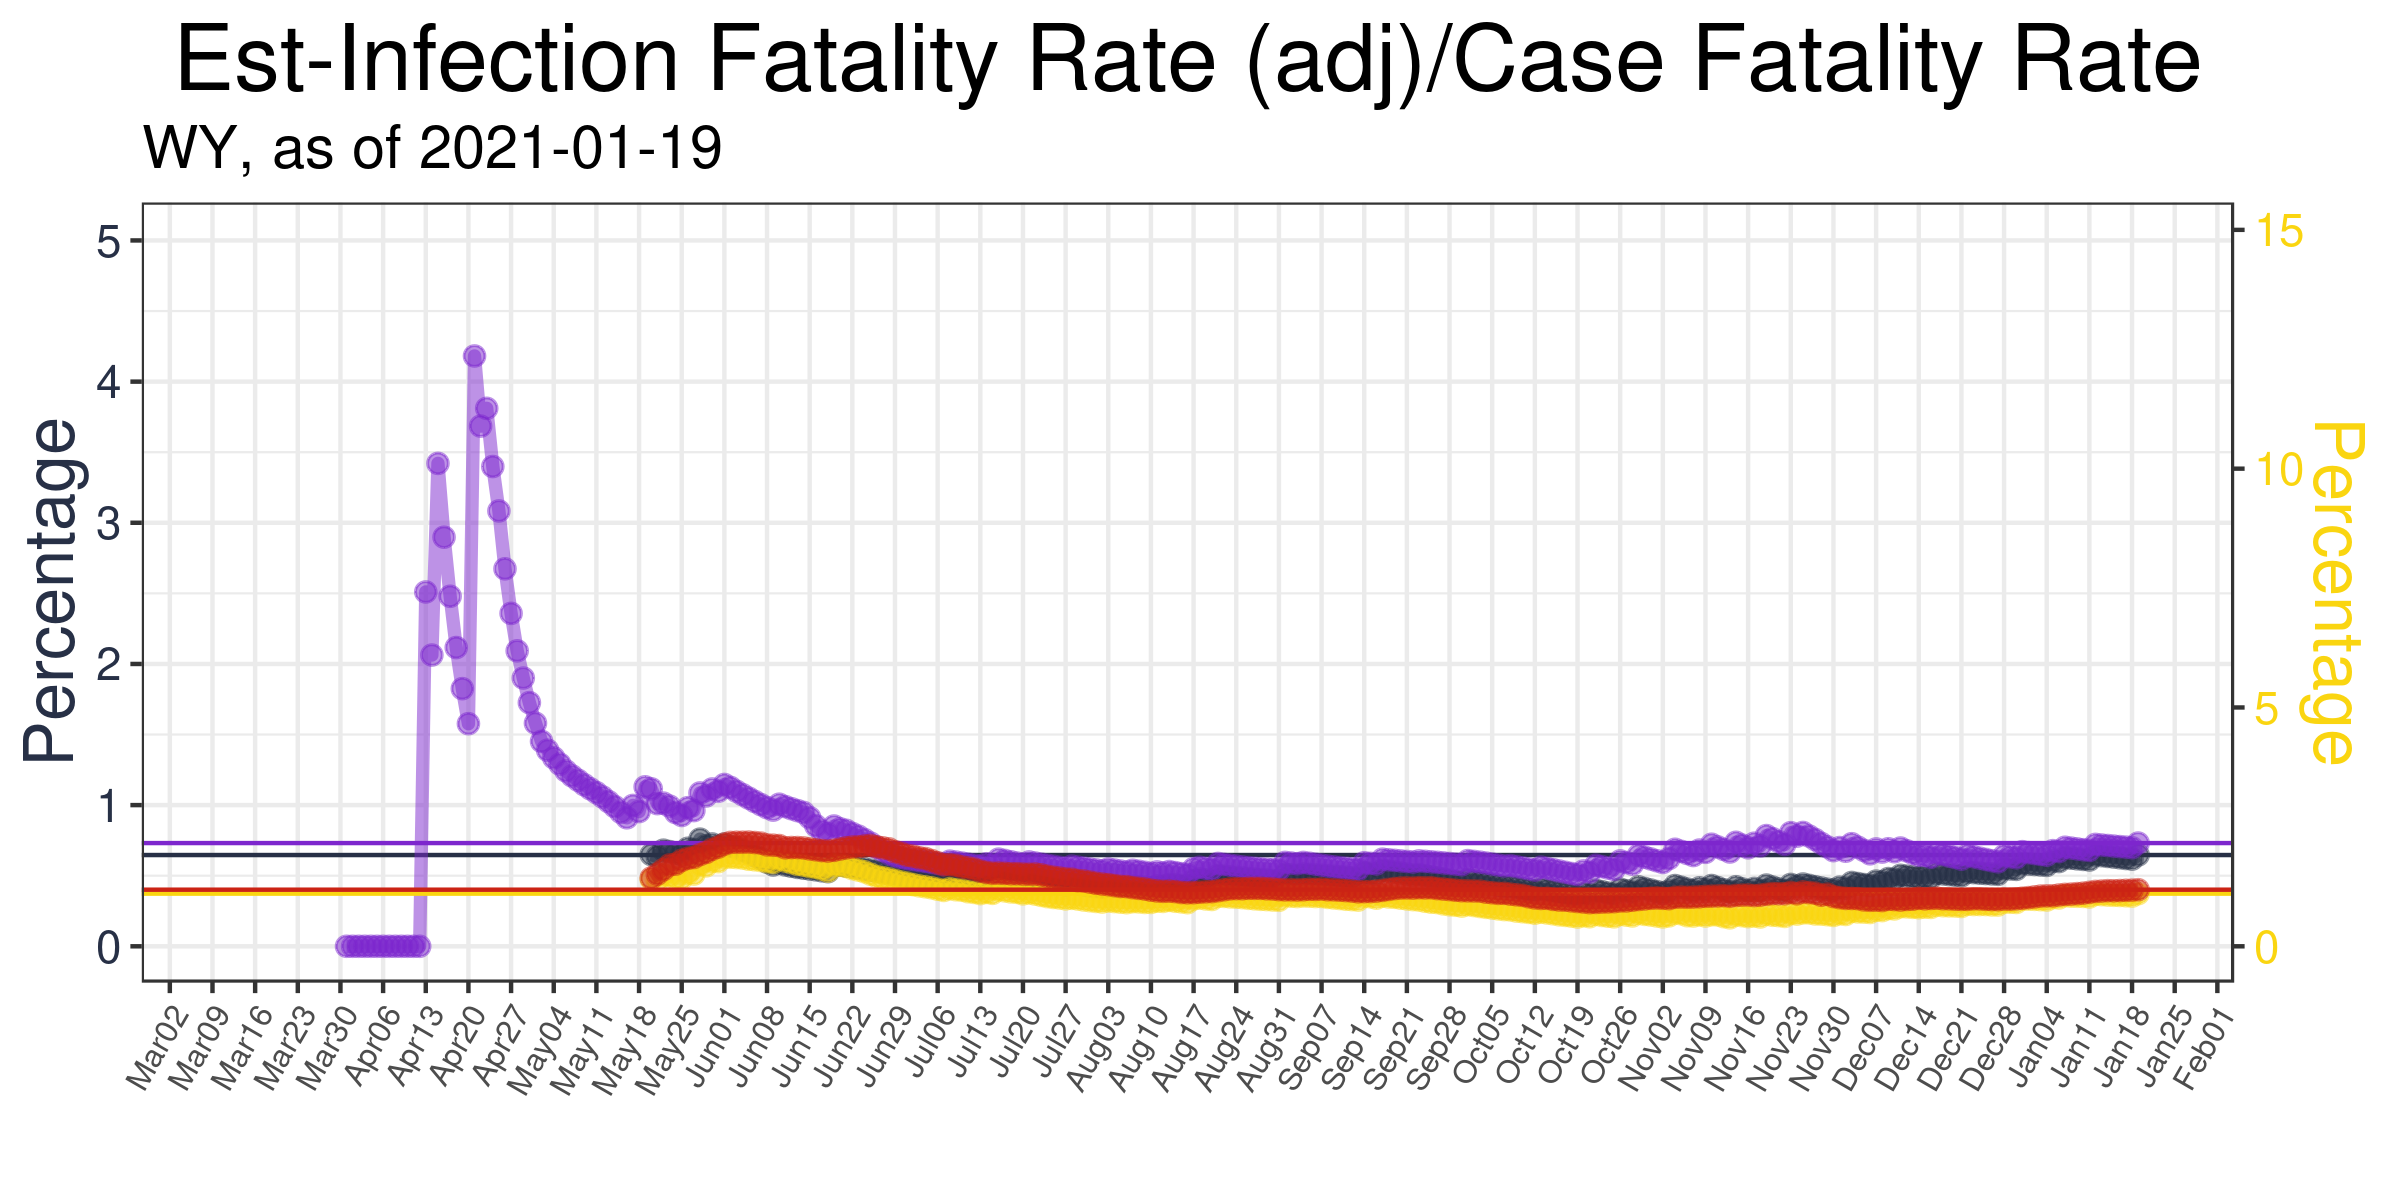 Est-Infection Fatality Rate (adj)/Case Fatality Rate
WY, as of 2021-01-19
Percentage
5
4
3
2
1
0
15
10
5
0
Percentage
Mar02
Mar09
Mar16
Mar23
Mar30
Apr06
Apr13
Apr20
Apr27
May04
May11
May18
May25
Jun01
Jun08
Jun15
Jun22
Jun29
Jul06
Jul13
Jul20
Jul27
Aug03
Aug10
Aug17
Aug24
Aug31
Sep07
Sep14
Sep21
Sep28
Oct05
Oct12
Oct19
Oct26
Nov02
Nov09
Nov16
Nov23
Nov30
Dec07
Dec14
Dec21
Dec28
Jan04
Jan11
Jan18
Jan25
Feb01